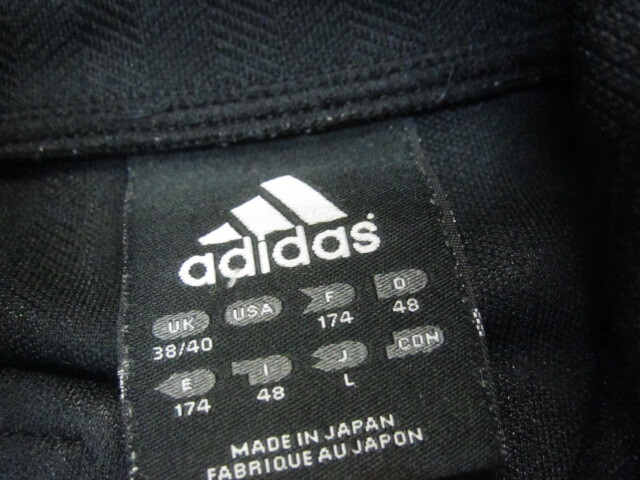 adidas
UK USA F D
38/40 174 48
E I J CDN
174 48 L
MADE IN JAPAN
FABRIQUE AU JAPON